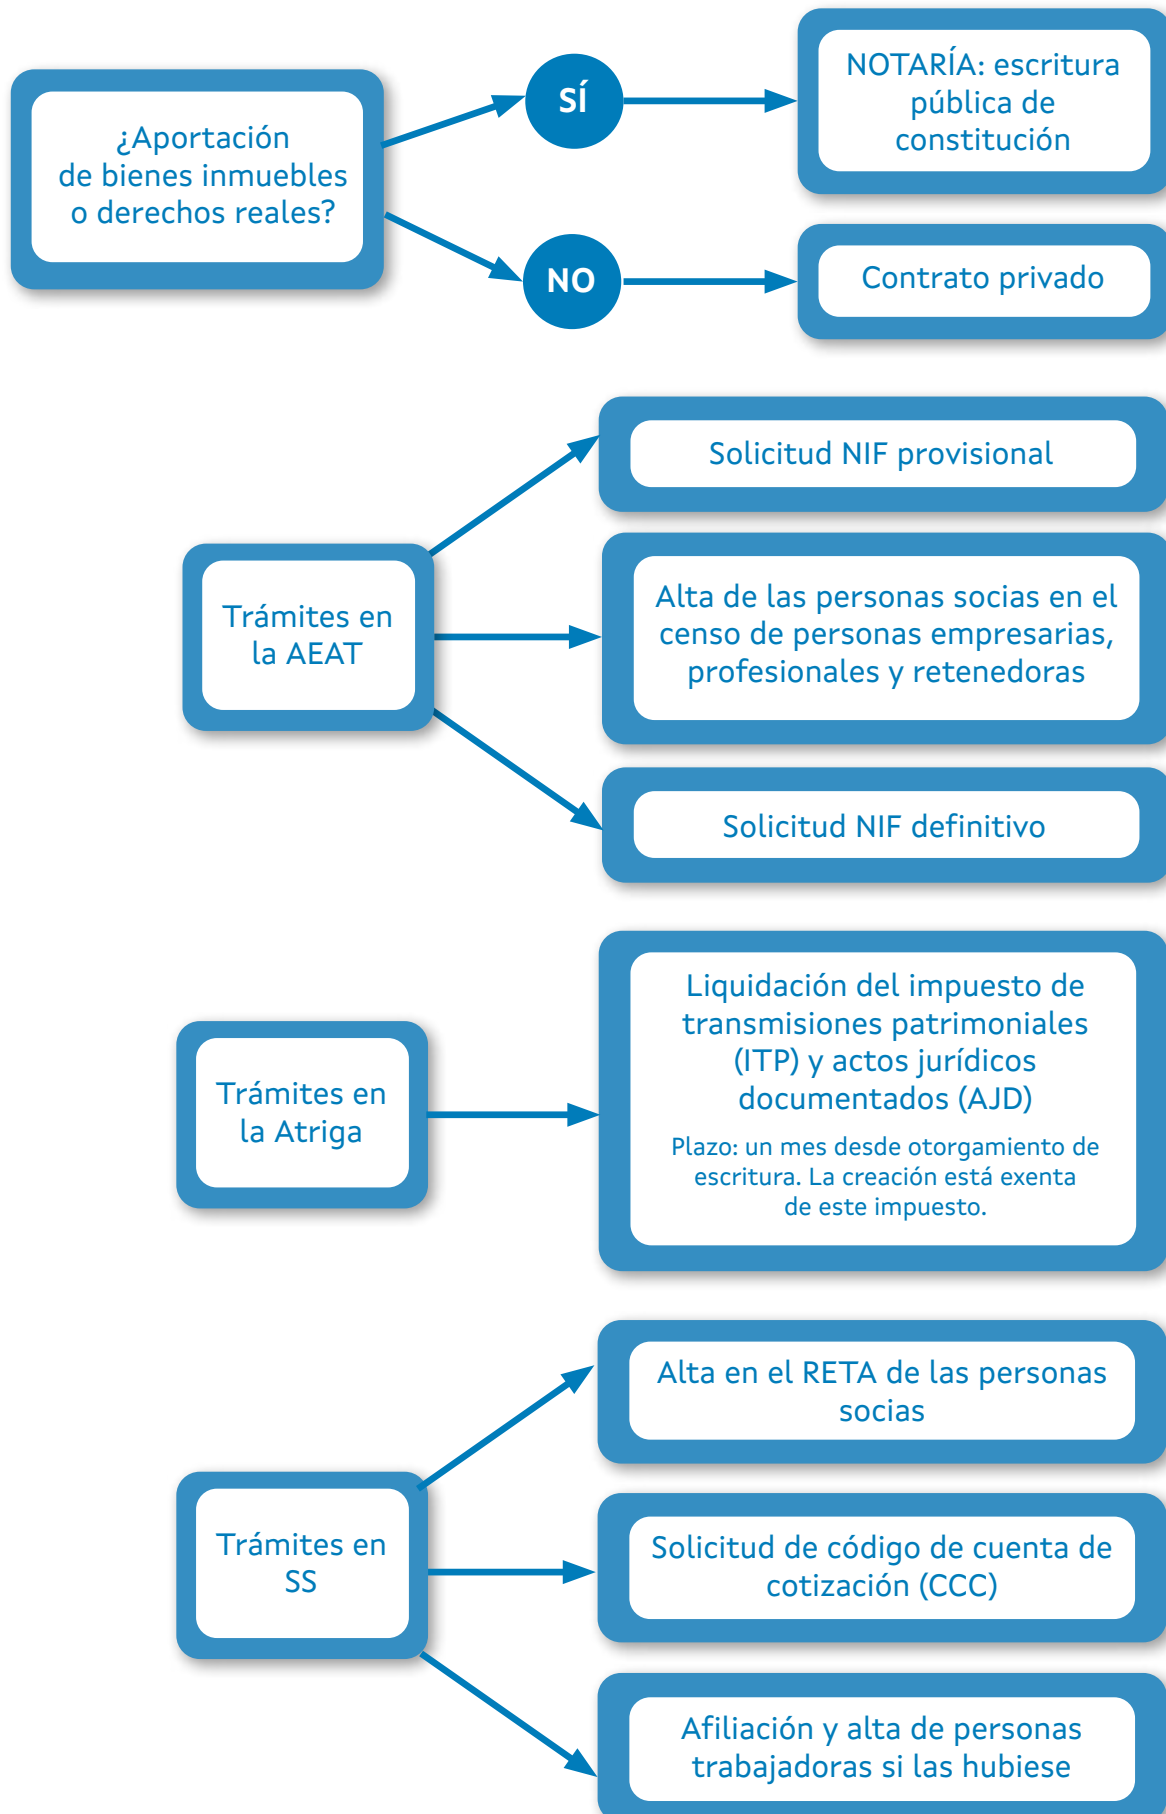 ¿Aportación
de bienes inmuebles
o derechos reales?
SÍ
NOTARÍA: escritura
pública de
constitución
NO
Contrato privado
Trámites en
la AEAT
Solicitud NIF provisional
Alta de las personas socias en el
censo de personas empresarias,
profesionales y retenedoras
Solicitud NIF definitivo
Trámites en
la Atriga
Liquidación del impuesto de
transmisiones patrimoniales
(ITP) y actos jurídicos
documentados (AJD)
Plazo: un mes desde otorgamiento de
escritura. La creación está exenta
de este impuesto.
Trámites en
SS
Alta en el RETA de las personas
socias
Solicitud de código de cuenta de
cotización (CCC)
Afiliación y alta de personas
trabajadoras si las hubiese